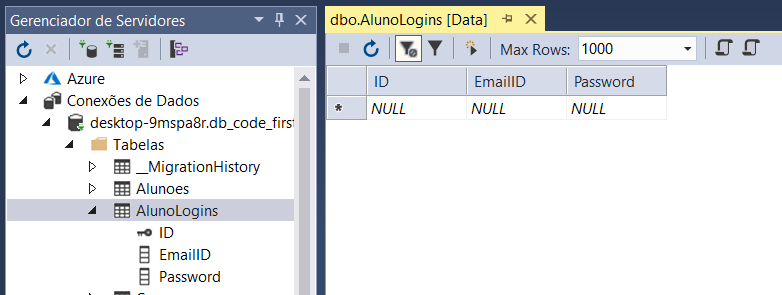 Gerenciador de Servidores
Azure
Conexões de Dados
desktop-9mspa8r.db_code_first
Tabelas
__MigrationHistory
Alunoes
AlunoLogins
ID
EmailID
Password
dbo.AlunoLogins [Data]
Max Rows: 1000
ID EmailID Password
* NULL NULL NULL